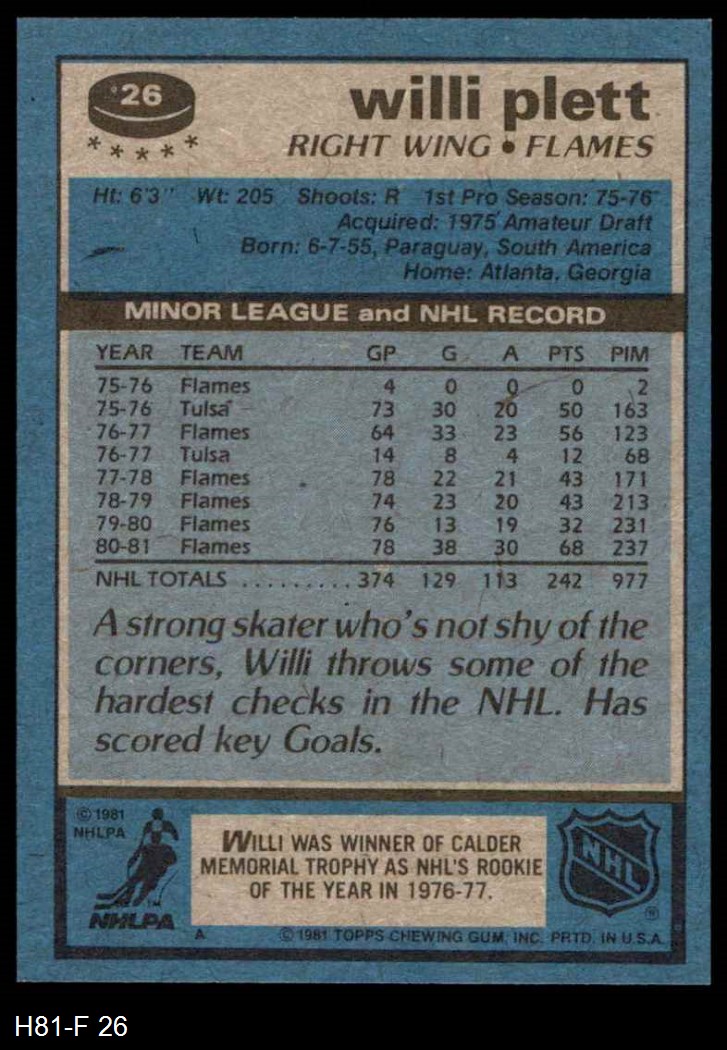 26
willi plett
RIGHT WING • FLAMES
Ht: 6'3" Wt: 205 Shoots: R 1st Pro Season: 75-76
Acquired: 1975 Amateur Draft
Born: 6-7-55, Paraguay, South America
Home: Atlanta, Georgia
MINOR LEAGUE and NHL RECORD
YEAR TEAM GP G A PTS PIM
75-76 Flames 4 0 0 0 2
75-76 Tulsa 73 30 20 50 163
76-77 Flames 64 33 23 56 123
76-77 Tulsa 14 8 4 12 68
77-78 Flames 78 22 21 43 171
78-79 Flames 74 23 20 43 213
79-80 Flames 76 13 19 32 231
80-81 Flames 78 38 30 68 237
NHL TOTALS .......... 374 129 113 242 977
A strong skater who's not shy of the
corners, Willi throws some of the
hardest checks in the NHL. Has
scored key Goals.
© 1981
NHLPA
NHLPA
WILLI WAS WINNER OF CALDER
MEMORIAL TROPHY AS NHL'S ROOKIE
OF THE YEAR IN 1976-77.
NHL
A © 1981 TOPPS CHEWING GUM, INC. PRTD. IN U.S.A.
H81-F 26